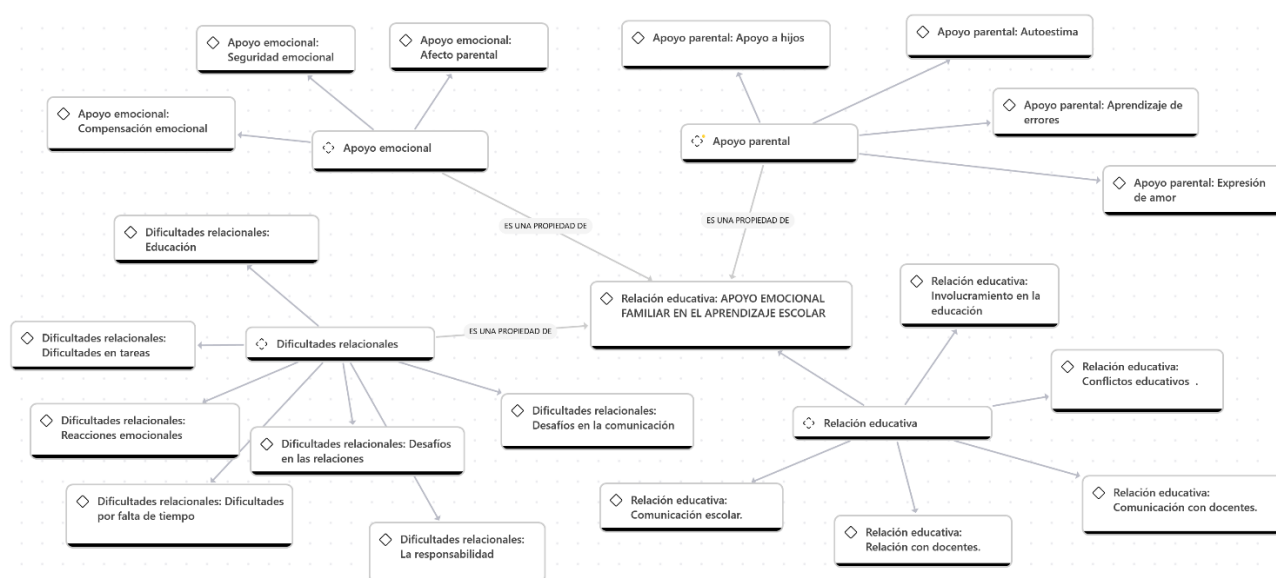 Apoyo emocional:
Seguridad emocional
Apoyo emocional:
Afecto parental
Apoyo parental: Apoyo a hijos
Apoyo parental: Autoestima
Apoyo emocional:
Compensación emocional
Apoyo parental: Aprendizaje de
errores
Apoyo emocional
Apoyo parental
Apoyo parental: Expresión
de amor
ES UNA PROPIEDAD DE
ES UNA PROPIEDAD DE
Dificultades relacionales:
Educación
Relación educativa: APOYO EMOCIONAL
FAMILIAR EN EL APRENDIZAJE ESCOLAR
Relación educativa:
Involucramiento en la
educación
Dificultades relacionales:
Dificultades en tareas
Dificultades relacionales
ES UNA PROPIEDAD DE
Relación educativa:
Conflictos educativos .
Dificultades relacionales:
Reacciones emocionales
Dificultades relacionales: Desafíos
en las relaciones
Dificultades relacionales:
Desafíos en la comunicación
Relación educativa
Dificultades relacionales: Dificultades
por falta de tiempo
Relación educativa:
Comunicación escolar.
Relación educativa:
Comunicación con docentes.
Dificultades relacionales:
La responsabilidad
Relación educativa:
Relación con docentes.